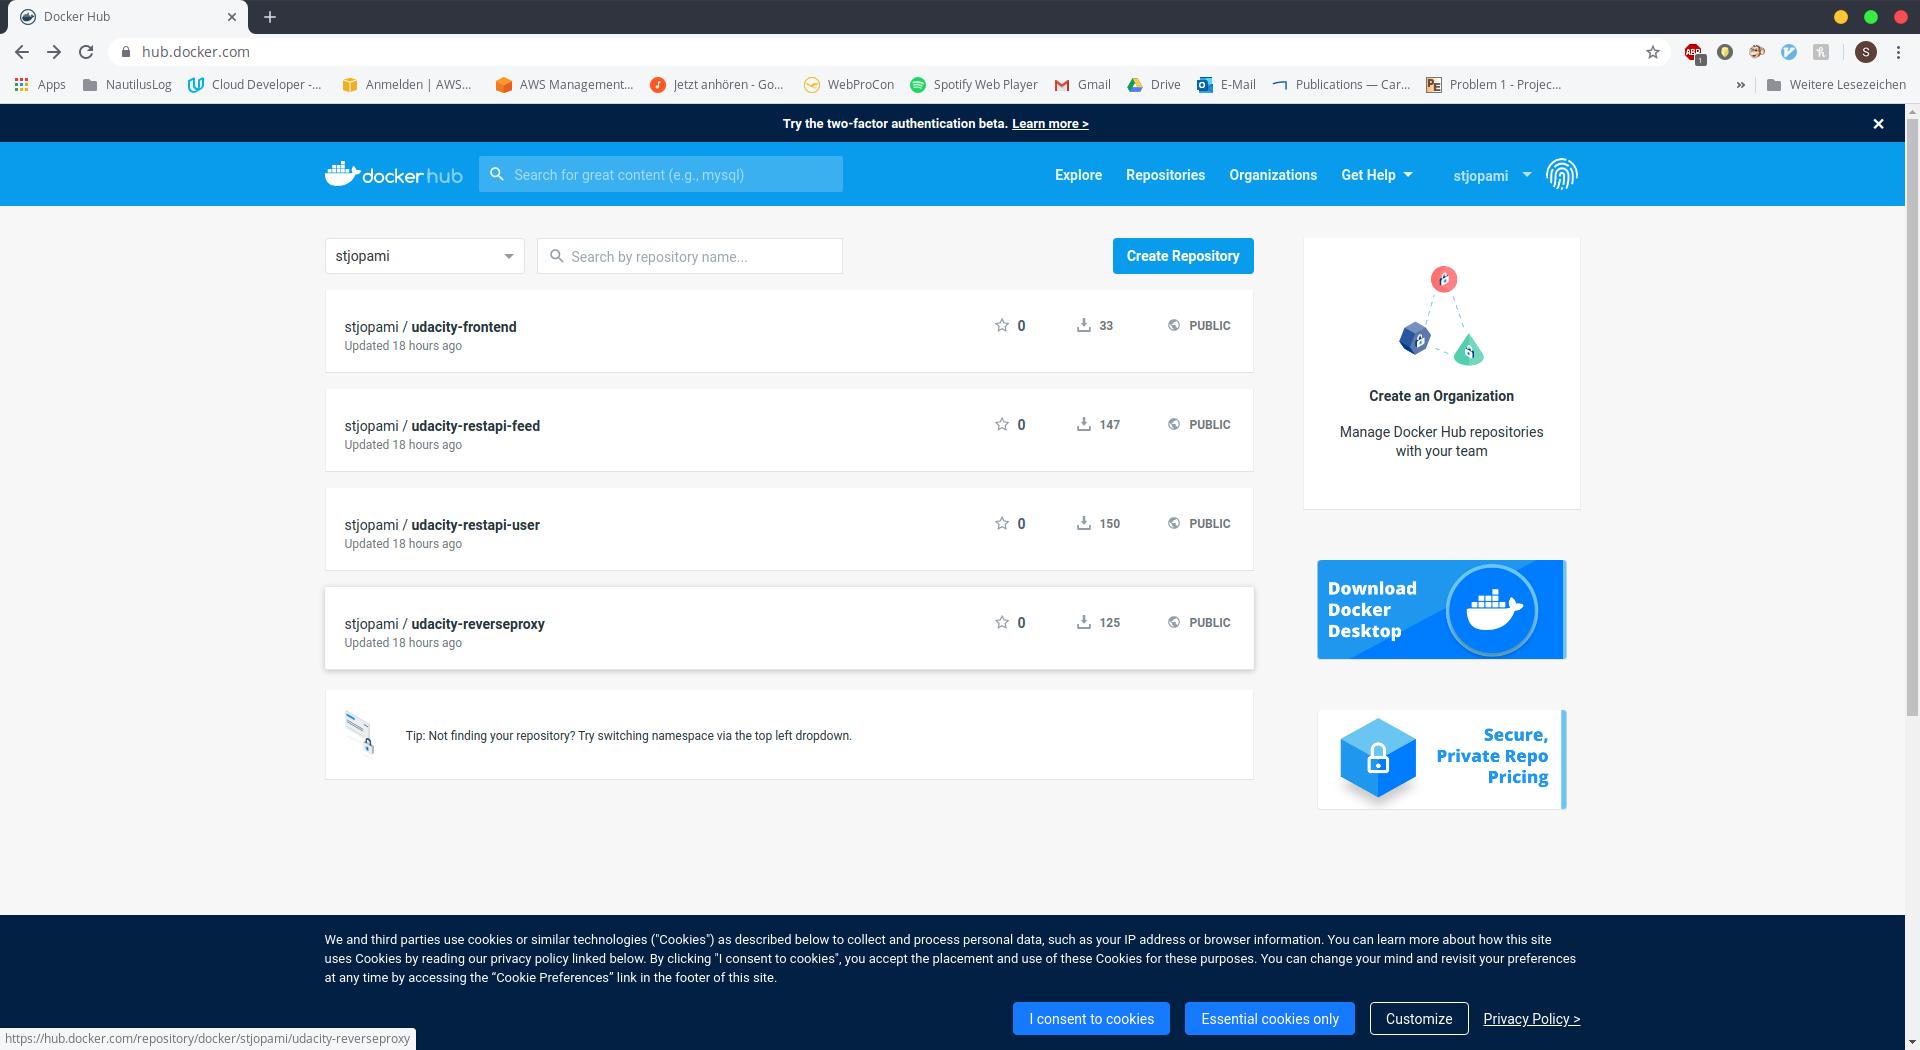 Docker Hub
hub.docker.com
S
ABP
1
Apps
NautilusLog
Cloud Developer -...
Anmelden | AWS...
AWS Management...
Jetzt anhören - Go...
WebProCon
Spotify Web Player
Gmail
Drive
E-Mail
Publications — Car...
Problem 1 - Projec...
»
Weitere Lesezeichen
Try the two-factor authentication beta. Learn more >
docker hub
Search for great content (e.g., mysql)
Explore
Repositories
Organizations
Get Help
stjopami
stjopami
Search by repository name...
Create Repository
stjopami / udacity-frontend
Updated 18 hours ago
0
33
PUBLIC
stjopami / udacity-restapi-feed
Updated 18 hours ago
0
147
PUBLIC
stjopami / udacity-restapi-user
Updated 18 hours ago
0
150
PUBLIC
stjopami / udacity-reverseproxy
Updated 18 hours ago
0
125
PUBLIC
Tip: Not finding your repository? Try switching namespace via the top left dropdown.
Create an Organization
Manage Docker Hub repositories
with your team
Download
Docker
Desktop
Secure,
Private Repo
Pricing
We and third parties use cookies or similar technologies ("Cookies") as described below to collect and process personal data, such as your IP address or browser information. You can learn more about how this site
uses Cookies by reading our privacy policy linked below. By clicking "I consent to cookies", you accept the placement and use of these Cookies for these purposes. You can change your mind and revisit your preferences
at any time by accessing the “Cookie Preferences” link in the footer of this site.
I consent to cookies
Essential cookies only
Customize
Privacy Policy >
https://hub.docker.com/repository/docker/stjopami/udacity-reverseproxy